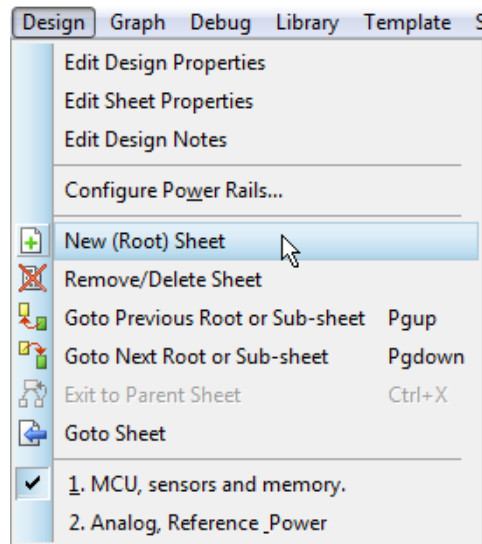 Design Graph Debug Library Template
Edit Design Properties
Edit Sheet Properties
Edit Design Notes
Configure Power Rails...
New (Root) Sheet
Remove/Delete Sheet
Goto Previous Root or Sub-sheet Pgup
Goto Next Root or Sub-sheet Pgdown
Exit to Parent Sheet Ctrl+X
Goto Sheet
1. MCU, sensors and memory.
2. Analog, Reference_Power